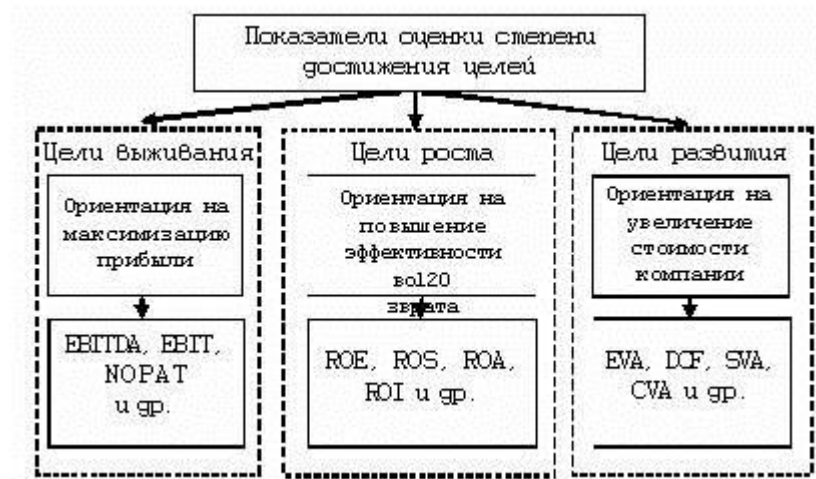 Показатели оценки степени
достижения целей
Цели выживания
Ориентация на
максимизацию
прибыли
EBITDA, EBIT,
NOPAT
и др.
Цели роста
Ориентация на
повышение
эффективности
во120
зврата
ROE, ROS, ROA,
ROI и др.
Цели развития
Ориентация на
увеличение
стоимости
компании
EVA, DCF, SVA,
CVA и др.